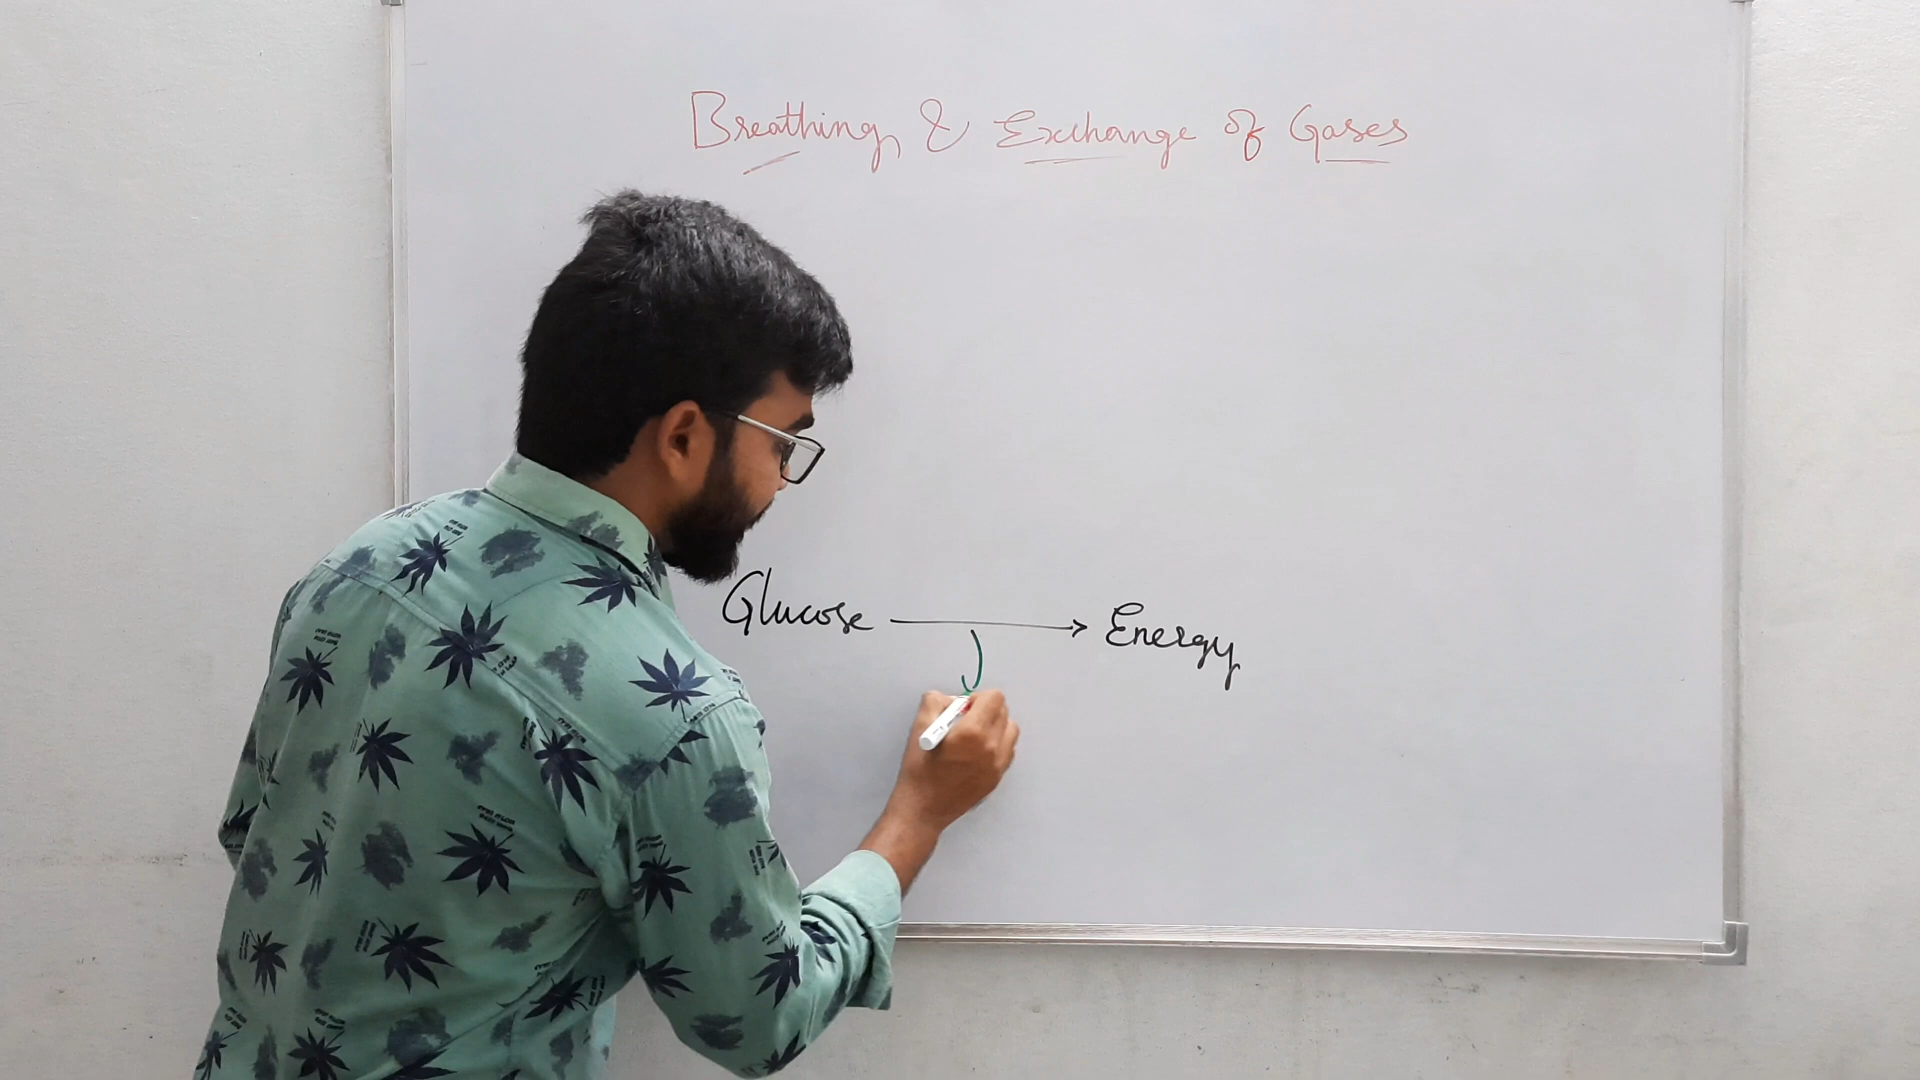 Breathing & Exchange of Gases
Glucose → Energy